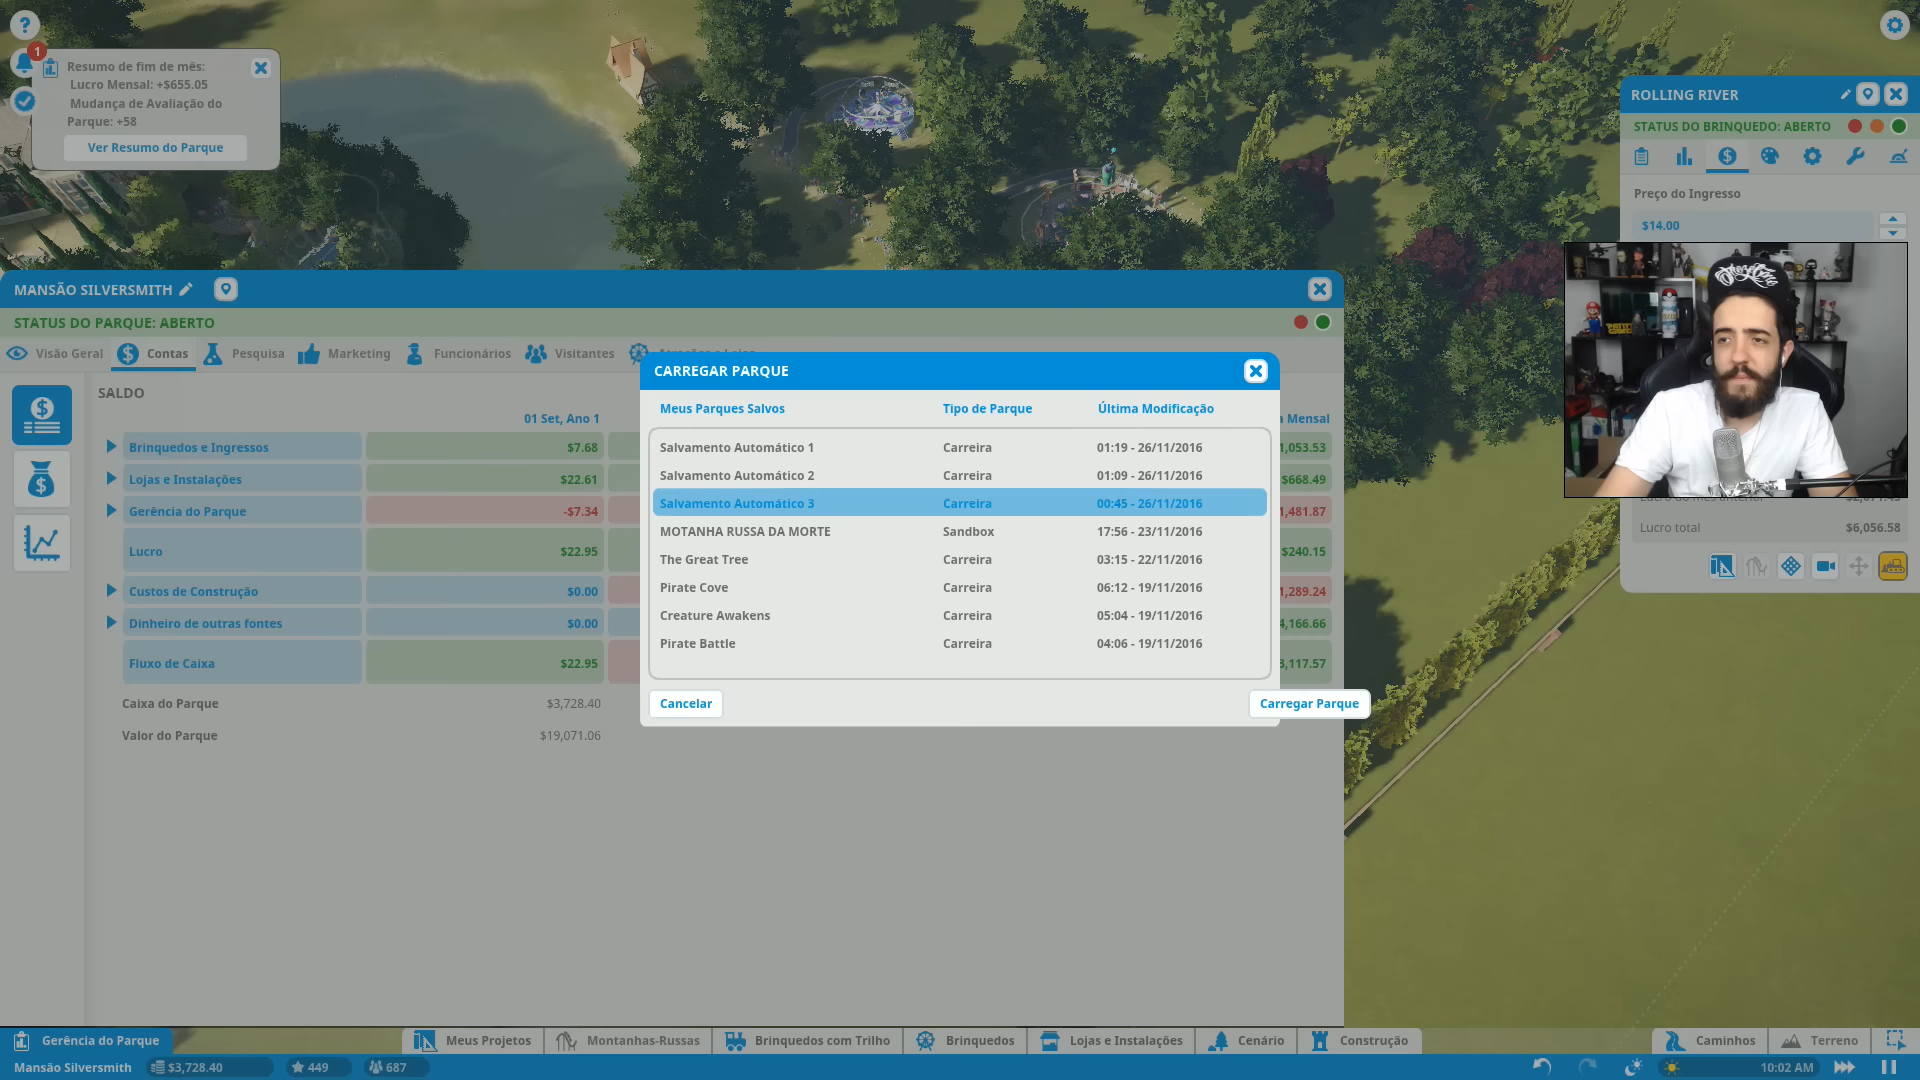 ?
1
Resumo de fim de mês:
Lucro Mensal: +$655.05
Mudança de Avaliação do
Parque: +58
Ver Resumo do Parque
ROLLING RIVER
STATUS DO BRINQUEDO: ABERTO
Preço do Ingresso
$14.00
Lucro total $6,056.58
MANSÃO SILVERSMITH
STATUS DO PARQUE: ABERTO
Visão Geral Contas Pesquisa Marketing Funcionários Visitantes
SALDO
01 Set, Ano 1
Mensal
Brinquedos e Ingressos $7.68 1,053.53
Lojas e Instalações $22.61 $668.49
Gerência do Parque -$7.34 1,481.87
Lucro $22.95 $240.15
Custos de Construção $0.00 1,289.24
Dinheiro de outras fontes $0.00 4,166.66
Fluxo de Caixa $22.95 3,117.57
Caixa do Parque $3,728.40
Valor do Parque $19,071.06
CARREGAR PARQUE
Meus Parques Salvos Tipo de Parque Última Modificação
Salvamento Automático 1 Carreira 01:19 - 26/11/2016
Salvamento Automático 2 Carreira 01:09 - 26/11/2016
Salvamento Automático 3 Carreira 00:45 - 26/11/2016
MOTANHA RUSSA DA MORTE Sandbox 17:56 - 23/11/2016
The Great Tree Carreira 03:15 - 22/11/2016
Pirate Cove Carreira 06:12 - 19/11/2016
Creature Awakens Carreira 05:04 - 19/11/2016
Pirate Battle Carreira 04:06 - 19/11/2016
Cancelar Carregar Parque
Gerência do Parque Meus Projetos Montanhas-Russas Brinquedos com Trilho Brinquedos Lojas e Instalações Cenário Construção Caminhos Terreno
Mansão Silversmith $3,728.40 449 687 10:02 AM